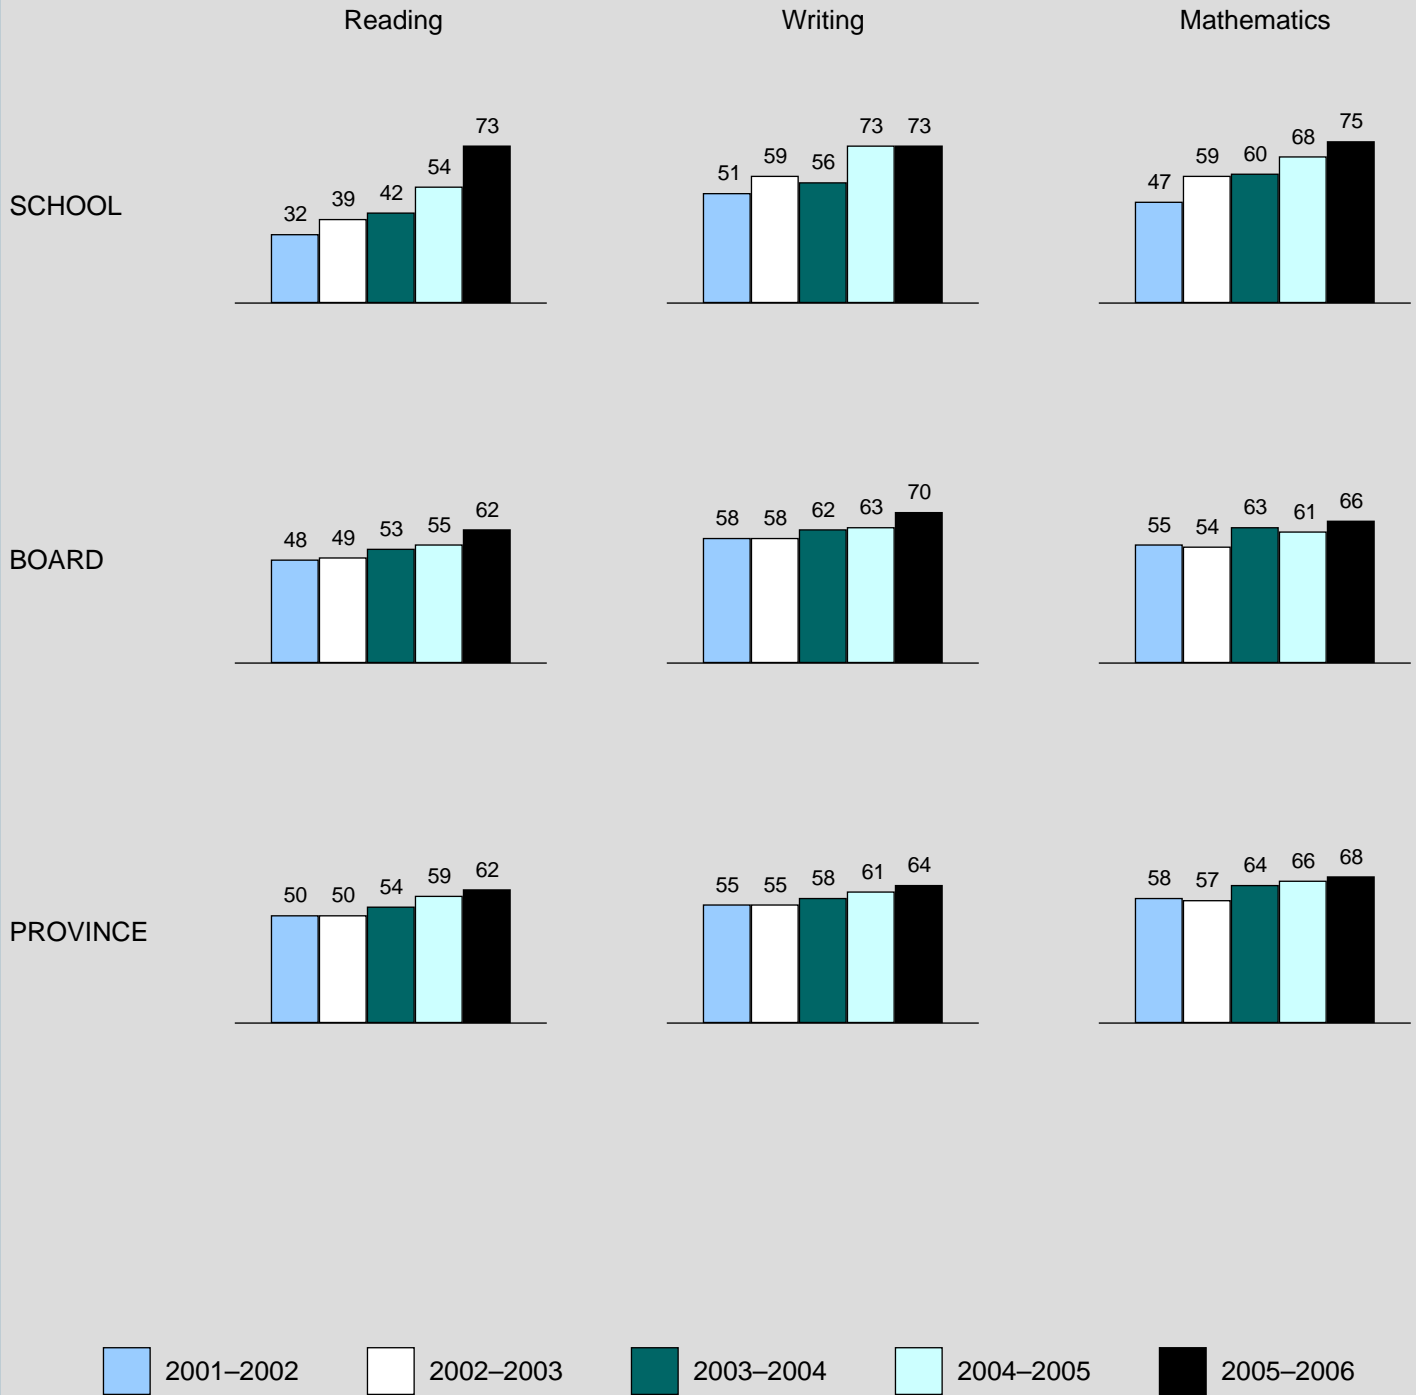 Reading Writing Mathematics
SCHOOL
32 39 42 54 73
51 59 56 73 73
47 59 60 68 75
BOARD
48 49 53 55 62
58 58 62 63 70
55 54 63 61 66
PROVINCE
50 50 54 59 62
55 55 58 61 64
58 57 64 66 68
2001–2002 2002–2003 2003–2004 2004–2005 2005–2006